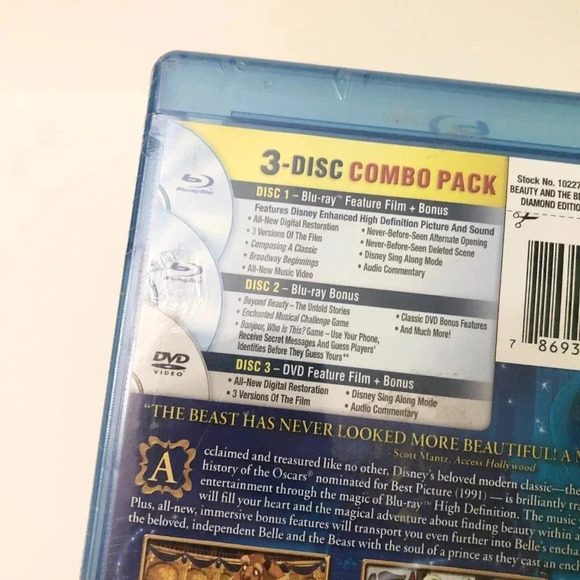 3-DISC COMBO PACK
DISC 1 – Blu-ray™ Feature Film + Bonus
Features Disney Enhanced High Definition Picture And Sound
• All-New Digital Restoration
• 3 Versions Of The Film
• Composing A Classic
• Broadway Beginnings
• All-New Music Video
• Never-Before-Seen Alternate Opening
• Never-Before-Seen Deleted Scene
• Disney Sing Along Mode
• Audio Commentary
DISC 2 – Blu-ray Bonus
• Beyond Beauty – The Untold Stories
• Enchanted Musical Challenge Game
• Bonjour, Who Is This? Game – Use Your Phone,
Receive Secret Messages And Guess Players'
Identities Before They Guess Yours**
• Classic DVD Bonus Features
• And Much More!
DVD
VIDEO
DISC 3 – DVD Feature Film + Bonus
• All-New Digital Restoration
• 3 Versions Of The Film
• Disney Sing Along Mode
• Audio Commentary
Stock No. 10227
BEAUTY AND THE B
DIAMOND EDITIO
7 8693
"THE BEAST HAS NEVER LOOKED MORE BEAUTIFUL! A M
- Scott Mantz, Access Hollywood
Acclaimed and treasured like no other, Disney's beloved modern classic—the
history of the Oscars® nominated for Best Picture (1991) — is brilliantly tra
entertainment through the magic of Blu-ray™ High Definition. The music
will fill your heart and the magical adventure about finding beauty within a
Plus, all-new, immersive bonus features will transport you even further into Belle's encha
the beloved, independent Belle and the Beast with the soul of a prince as they cast an encha